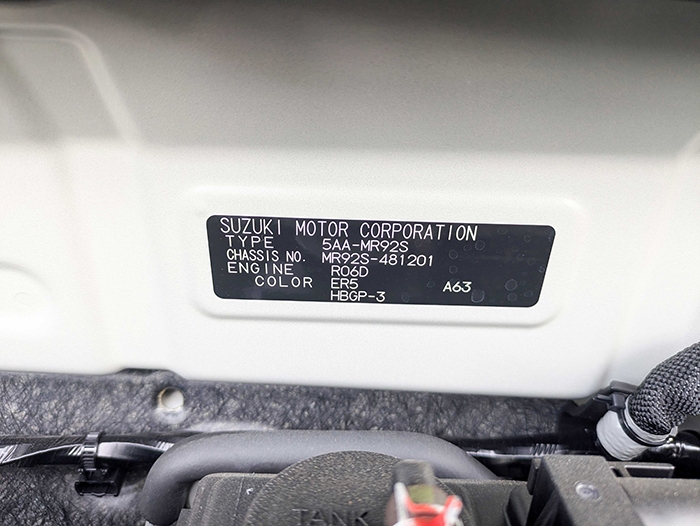 SUZUKI MOTOR CORPORATION
TYPE 5AA-MR92S
CHASSIS NO. MR92S-481201
ENGINE R06D
COLOR ER5 A63
HBGP-3
TANK